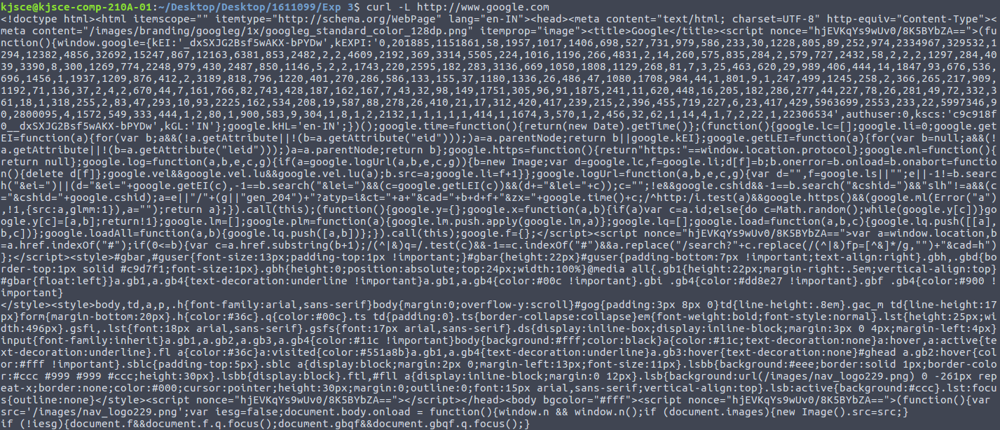 kjsce@kjsce-comp-210A-01:~/Desktop/Desktop/1611099/Exp 3$ curl -L http://www.google.com
<!doctype html><html itemscope="" itemtype="http://schema.org/WebPage" lang="en-IN"><head><meta content="text/html; charset=UTF-8" http-equiv="Content-Type"><
meta content="/images/branding/googleg/1x/googleg_standard_color_128dp.png" itemprop="image"><title>Google</title><script nonce="hjEVKqYs9wUv0/8K5BYbZA==">(fu
nction(){window.google={kEI:'_dxSXJG2Bsf5wAKX-bPYDw',kEXPI:'0,201885,1151861,58,1957,1017,1406,698,527,731,979,586,233,30,1228,805,89,252,974,2334967,329532,1
294,12382,4856,32692,15247,867,12163,6381,853,2482,2,2,4609,2192,369,3314,5505,224,1016,1196,266,4831,2,14,260,575,835,284,2,579,727,2432,58,2,2,2,1297,284,40
39,3390,8,300,1269,774,2248,979,430,2487,850,1146,5,2,2,1743,220,2595,182,283,3136,669,1050,1808,1129,268,81,7,3,25,463,620,29,989,406,444,14,1847,93,676,536,
696,1456,1,1937,1209,876,412,2,3189,818,796,1220,401,270,286,586,133,155,37,1180,1336,26,486,47,1080,1708,984,44,1,801,9,1,247,499,1245,258,2,366,265,217,909,
1192,71,136,37,2,4,2,670,44,7,161,766,82,743,428,187,162,167,7,43,32,98,149,1751,305,96,91,1875,241,11,620,448,16,205,182,286,277,44,227,78,26,281,49,72,332,3
61,18,1,318,255,2,83,47,293,10,93,2225,162,534,208,19,587,88,278,26,410,21,17,312,420,417,239,215,2,396,455,719,227,6,23,417,429,5963699,2553,233,22,5997346,9
0,2800095,4,1572,549,333,444,1,2,80,1,900,583,9,304,1,8,1,2,2132,1,1,1,1,1,414,1,1674,3,570,1,2,456,32,62,1,14,4,1,7,2,22,1,22306534',authuser:0,kscs:'c9c918f
0__dxSXJG2Bsf5wAKX-bPYDw',kGL:'IN'};google.kHL='en-IN';})();google.time=function(){return(new Date).getTime()};(function(){google.lc=[];google.li=0;google.get
EI=function(a){for(var b;a&&(!a.getAttribute||!(b=a.getAttribute("eid")));)a=a.parentNode;return b||google.kEI};google.getLEI=function(a){for(var b=null;a&&(!
a.getAttribute||!(b=a.getAttribute("leid")));)a=a.parentNode;return b};google.https=function(){return"https:"==window.location.protocol};google.ml=function(){
return null};google.log=function(a,b,e,c,g){if(a=google.logUrl(a,b,e,c,g)){b=new Image;var d=google.lc,f=google.li;d[f]=b;b.onerror=b.onload=b.onabort=functio
n(){delete d[f]};google.vel&&google.vel.lu&&google.vel.lu(a);b.src=a;google.li=f+1}};google.logUrl=function(a,b,e,c,g){var d="",f=google.ls||"";e||-1!=b.searc
h("&ei=")||(d="&ei="+google.getEI(c),-1==b.search("&lei=")&&(c=google.getLEI(c))&&(d+="&lei="+c));c="";!e&&google.cshid&&-1==b.search("&cshid=")&&"slh"!=a&&(c
="&cshid="+google.cshid);a=e||"/"+(g||"gen_204")+"?atyp=i&ct="+a+"&cad="+b+d+f+"&zx="+google.time()+c;/^http:/i.test(a)&&google.https()&&(google.ml(Error("a")
,!1,{src:a,glmm:1}),a="");return a};}).call(this);(function(){google.y={};google.x=function(a,b){if(a)var c=a.id;else{do c=Math.random();while(google.y[c])}go
ogle.y[c]=[a,b];return!1};google.lm=[];google.plm=function(a){google.lm.push.apply(google.lm,a)};google.lq=[];google.load=function(a,b,c){google.lq.push([[a],
b,c])};google.loadAll=function(a,b){google.lq.push([a,b])};}).call(this);google.f={};</script><script nonce="hjEVKqYs9wUv0/8K5BYbZA==">var a=window.location,b
=a.href.indexOf("#");if(0<=b){var c=a.href.substring(b+1);/(^|&)q=/.test(c)&&-1==c.indexOf("#")&&a.replace("/search?"+c.replace(/(^|&)fp=[^&]*/g,"")+"&cad=h")
};</script><style>#gbar,#guser{font-size:13px;padding-top:1px !important;}#gbar{height:22px}#guser{padding-bottom:7px !important;text-align:right}.gbh,.gbd{bo
rder-top:1px solid #c9d7f1;font-size:1px}.gbh{height:0;position:absolute;top:24px;width:100%}@media all{.gb1{height:22px;margin-right:.5em;vertical-align:top}
#gbar{float:left}}a.gb1,a.gb4{text-decoration:underline !important}a.gb1,a.gb4{color:#00c !important}.gbi .gb4{color:#dd8e27 !important}.gbf .gb4{color:#900 !
important}
</style><style>body,td,a,p,.h{font-family:arial,sans-serif}body{margin:0;overflow-y:scroll}#gog{padding:3px 8px 0}td{line-height:.8em}.gac_m td{line-height:17
px}form{margin-bottom:20px}.h{color:#36c}.q{color:#00c}.ts td{padding:0}.ts{border-collapse:collapse}em{font-weight:bold;font-style:normal}.lst{height:25px;wi
dth:496px}.gsfi,.lst{font:18px arial,sans-serif}.gsfs{font:17px arial,sans-serif}.ds{display:inline-box;display:inline-block;margin:3px 0 4px;margin-left:4px}
input{font-family:inherit}a.gb1,a.gb2,a.gb3,a.gb4{color:#11c !important}body{background:#fff;color:black}a{color:#11c;text-decoration:none}a:hover,a:active{te
xt-decoration:underline}.fl a{color:#36c}a:visited{color:#551a8b}a.gb1,a.gb4{text-decoration:underline}a.gb3:hover{text-decoration:none}#ghead a.gb2:hover{col
or:#fff !important}.sblc{padding-top:5px}.sblc a{display:block;margin:2px 0;margin-left:13px;font-size:11px}.lsbb{background:#eee;border:solid 1px;border-colo
r:#ccc #999 #999 #ccc;height:30px}.lsbb{display:block}.ftl,#fll a{display:inline-block;margin:0 12px}.lsb{background:url(/images/nav_logo229.png) 0 -261px rep
eat-x;border:none;color:#000;cursor:pointer;height:30px;margin:0;outline:0;font:15px arial,sans-serif;vertical-align:top}.lsb:active{background:#ccc}.lst:focu
s{outline:none}</style><script nonce="hjEVKqYs9wUv0/8K5BYbZA=="></script></head><body bgcolor="#fff"><script nonce="hjEVKqYs9wUv0/8K5BYbZA==">(function(){var 
src='/images/nav_logo229.png';var iesg=false;document.body.onload = function(){window.n && window.n();if (document.images){new Image().src=src;}
if (!iesg){document.f&&document.f.q.focus();document.gbqf&&document.gbqf.q.focus();}